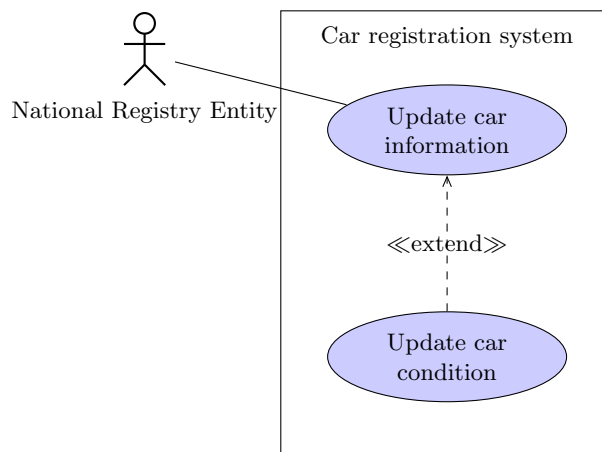 Car registration system
National Registry Entity
Update car
information
≪extend≫
Update car
condition